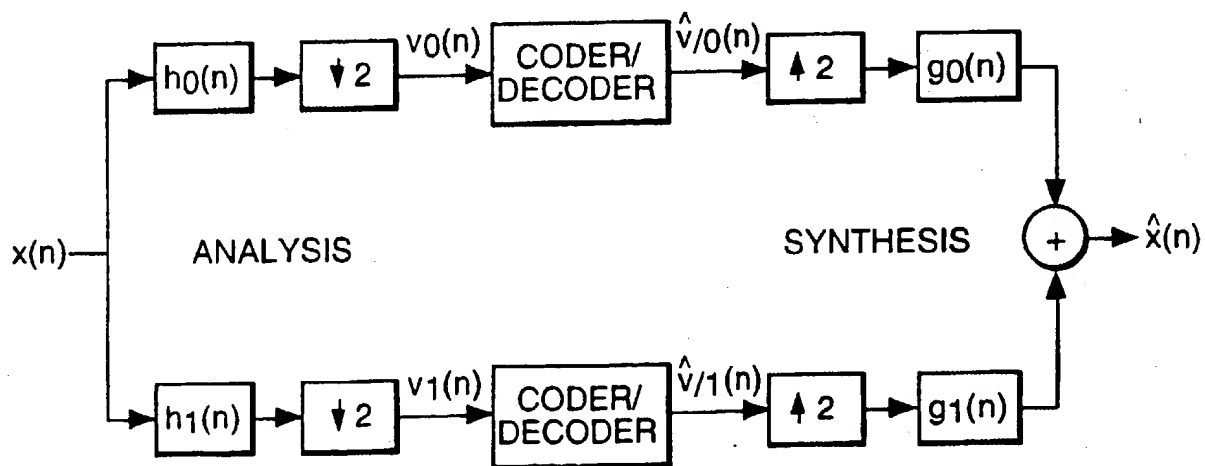 h0(n) ↓ 2 v0(n) CODER/
DECODER v̂/0(n) ↑ 2 g0(n)
x(n) ANALYSIS SYNTHESIS + x̂(n)
h1(n) ↓ 2 v1(n) CODER/
DECODER v̂/1(n) ↑ 2 g1(n)